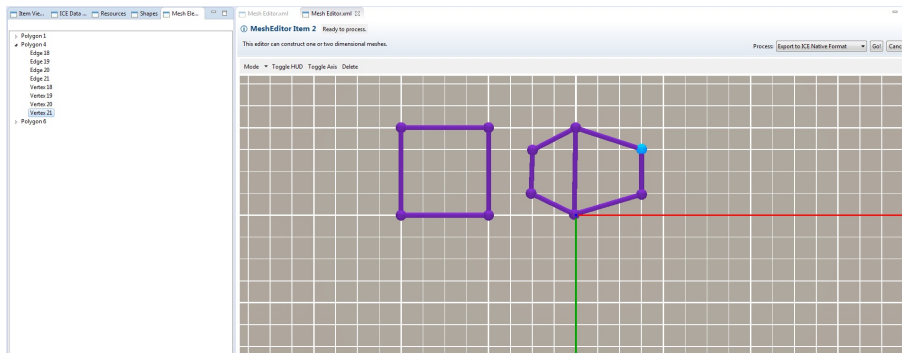 Item Vie... ICE Data ... Resources Shapes Mesh Ele...
Polygon 1
Polygon 4
Edge 18
Edge 19
Edge 20
Edge 21
Vertex 18
Vertex 19
Vertex 20
Vertex 21
Polygon 6
Mesh Editor.xml Mesh Editor.xml
MeshEditor Item 2 Ready to process.
This editor can construct one or two dimensional meshes.
Process: Export to ICE Native Format Go! Canc
Mode Toggle HUD Toggle Axis Delete